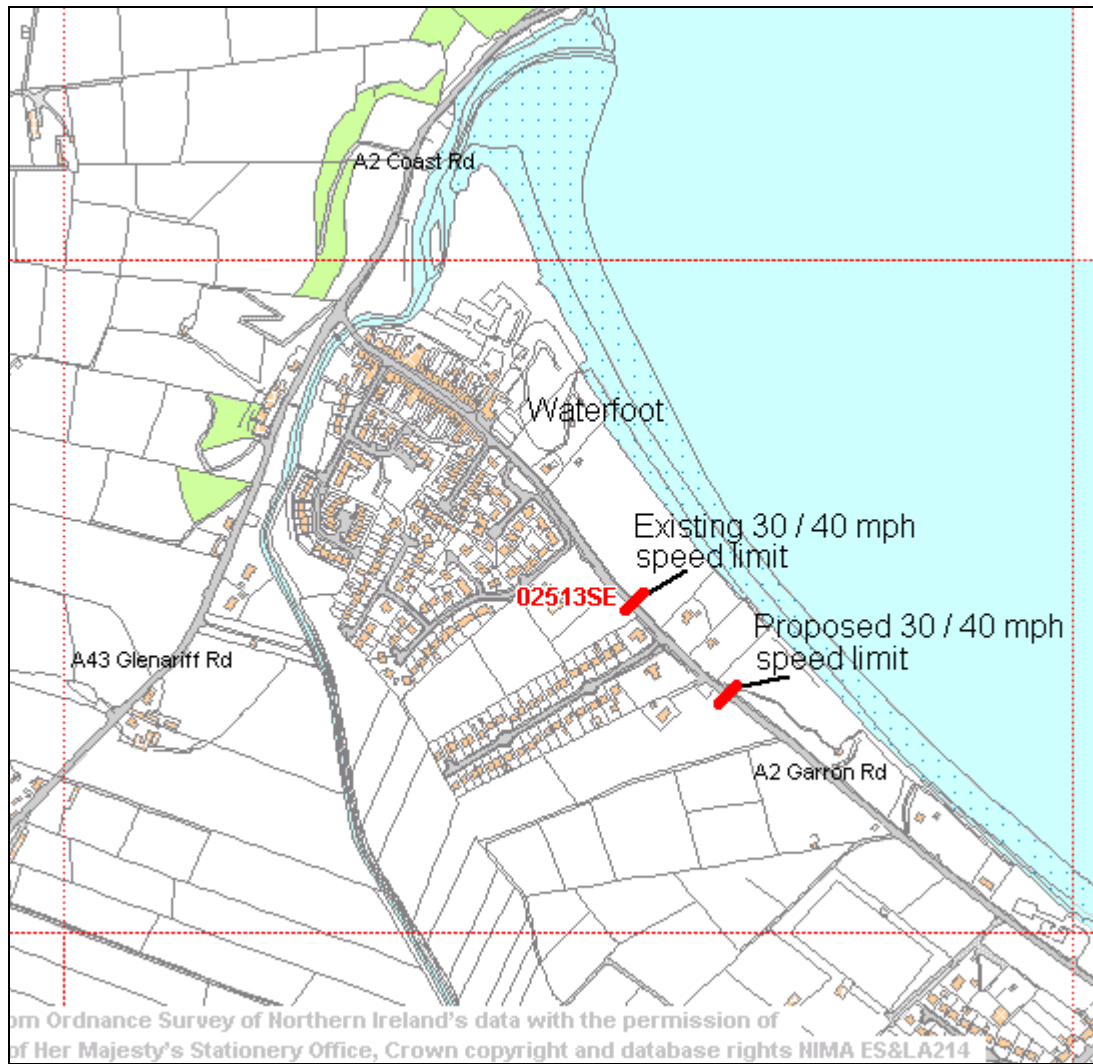 A2 Coast Rd
Waterfoot
Existing 30 / 40 mph
speed limit
02513SE
Proposed 30 / 40 mph
speed limit
A43 Glenariff Rd
A2 Garron Rd
om Ordnance Survey of Northern Ireland's data with the permission of
of Her Majesty's Stationery Office, Crown copyright and database rights NIMA ES&LA214